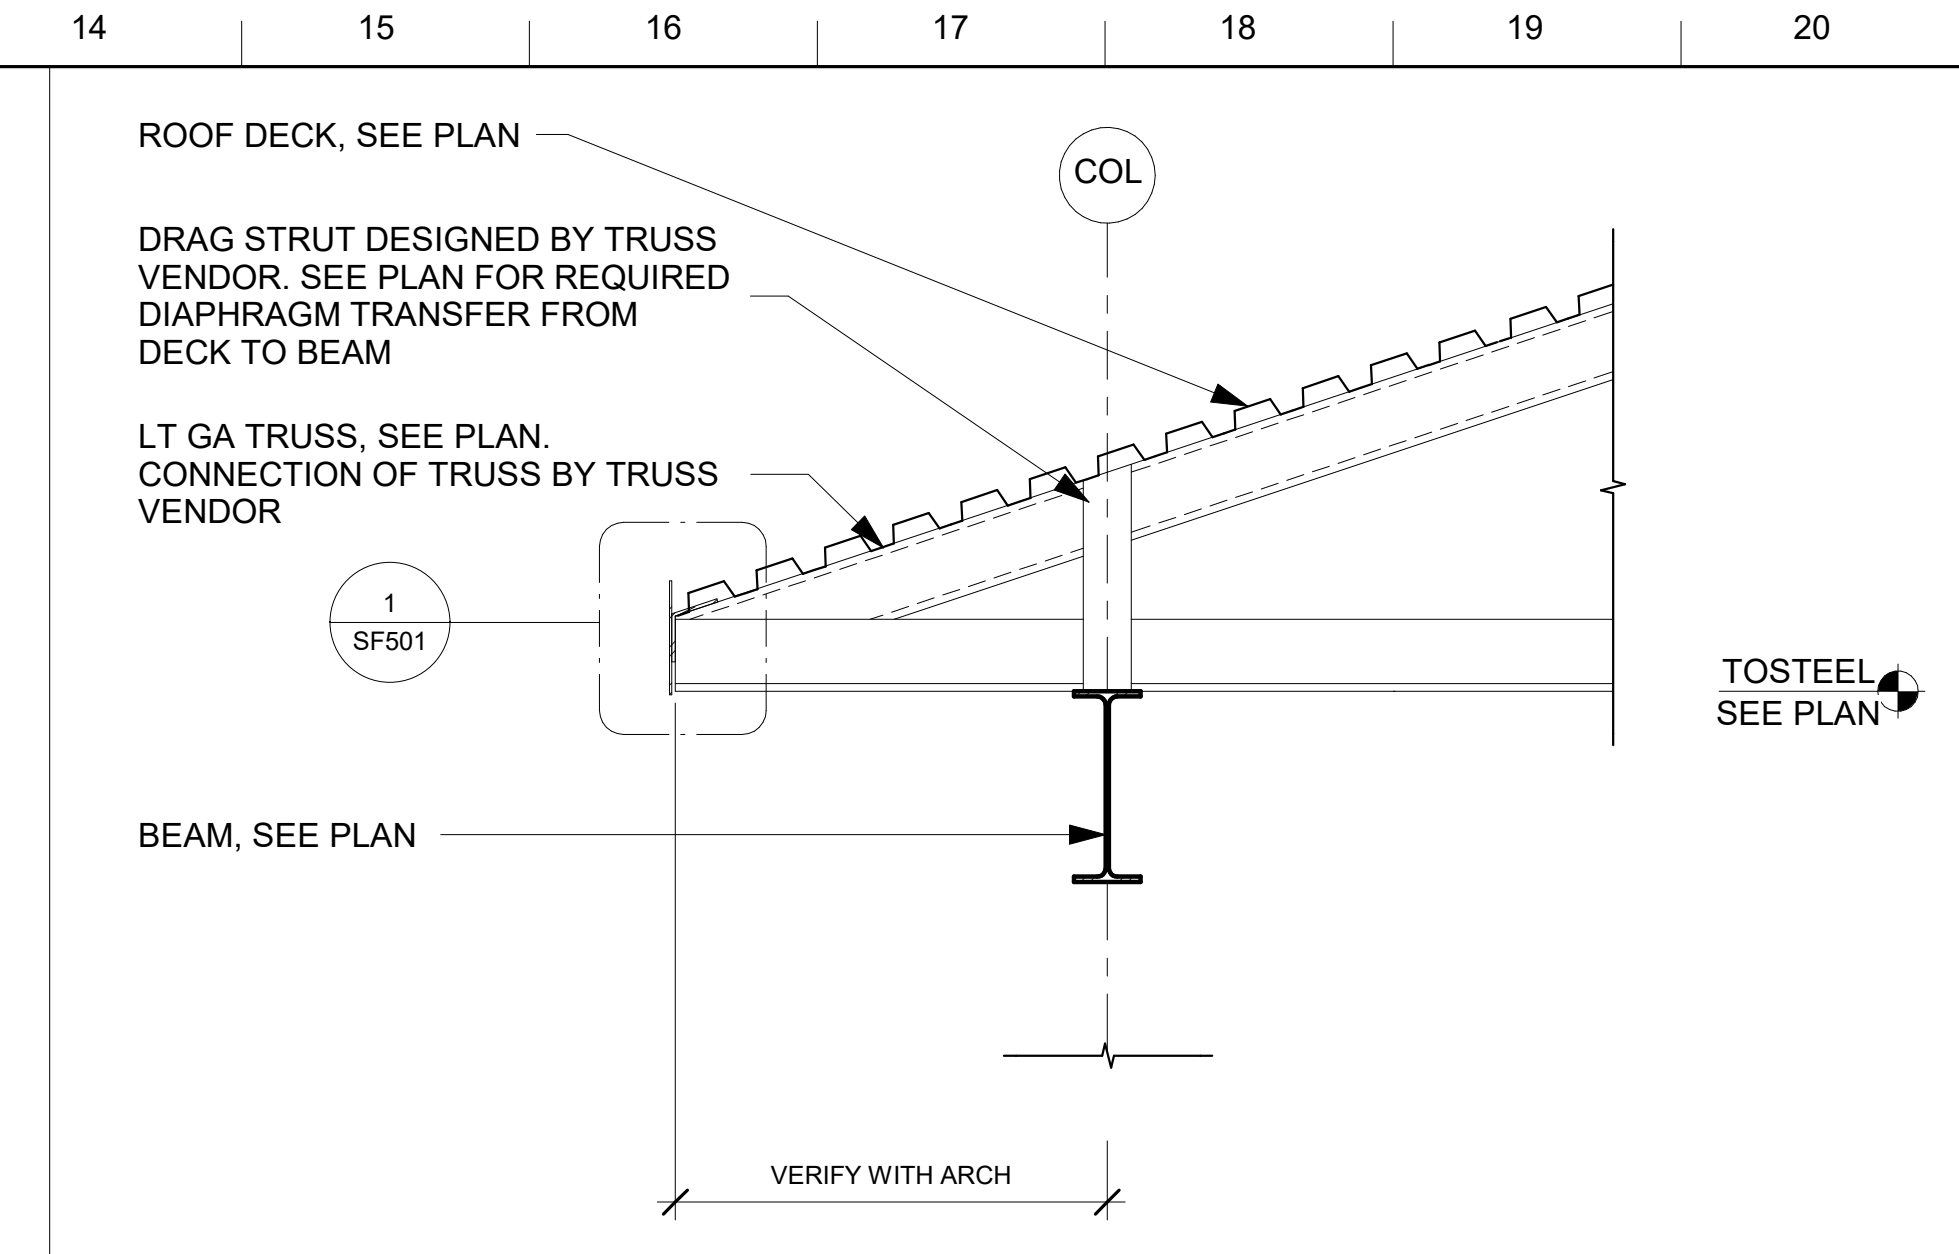 14 15 16 17 18 19 20
ROOF DECK, SEE PLAN
COL
DRAG STRUT DESIGNED BY TRUSS
VENDOR. SEE PLAN FOR REQUIRED
DIAPHRAGM TRANSFER FROM
DECK TO BEAM
LT GA TRUSS, SEE PLAN.
CONNECTION OF TRUSS BY TRUSS
VENDOR
1
SF501
TOSTEEL
SEE PLAN
BEAM, SEE PLAN
VERIFY WITH ARCH